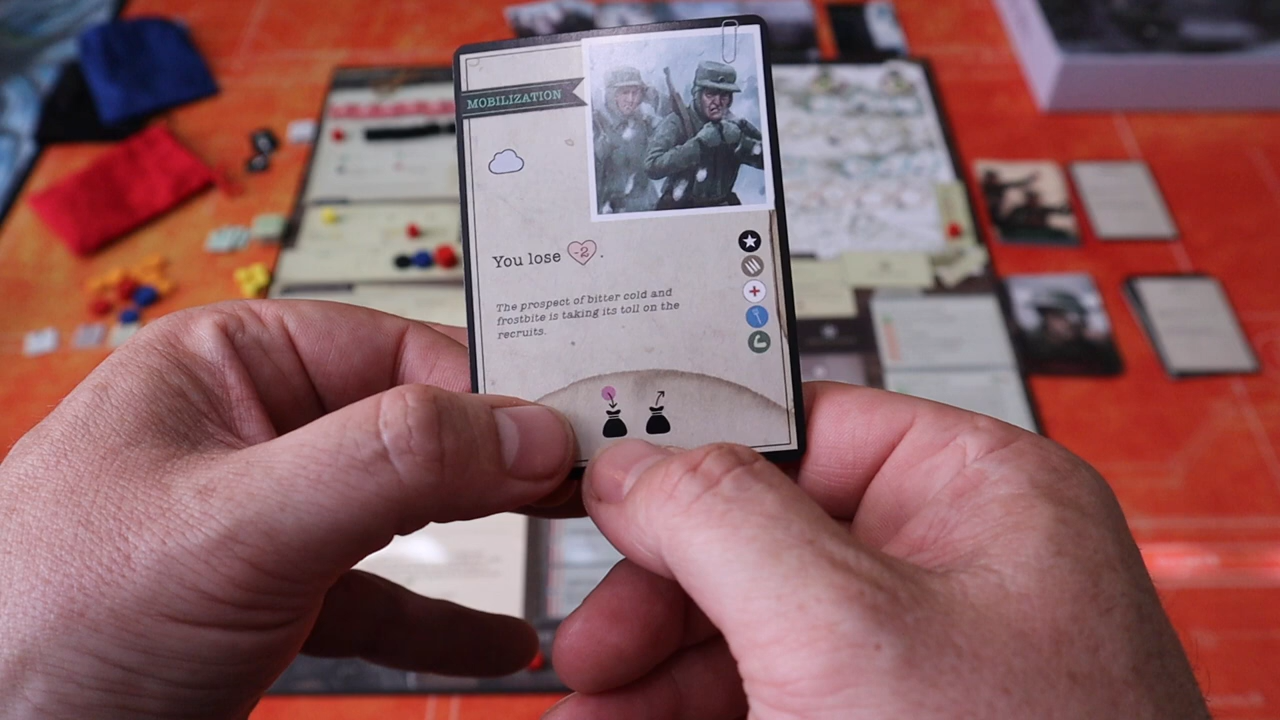 MOBILIZATION
You lose -2 .
The prospect of bitter cold and
frostbite is taking its toll on the
recruits.